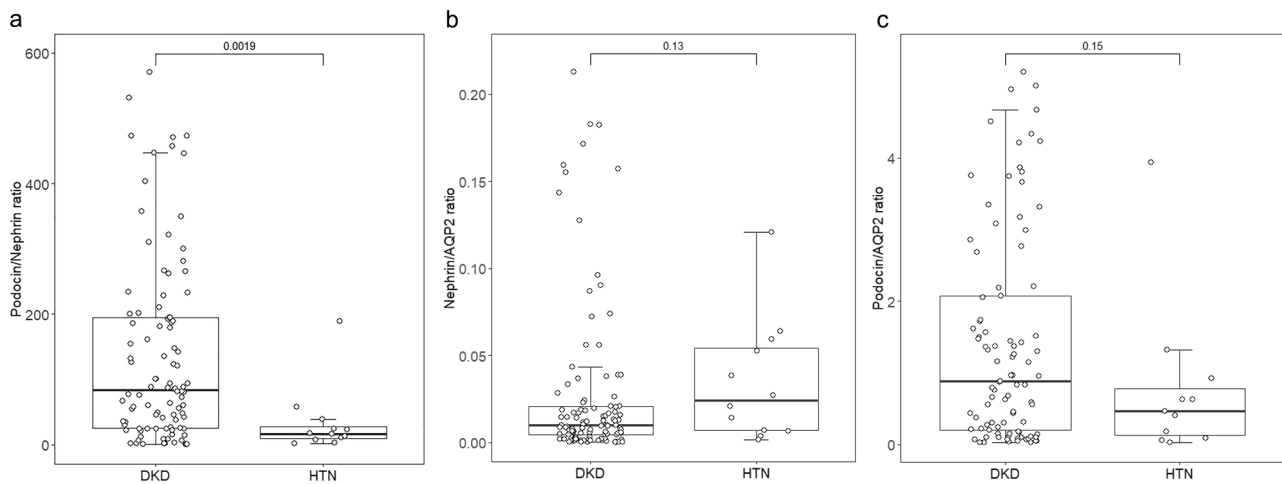 a
0.0019
600
400
200
0
Podocin/Nephrin ratio
DKD
HTN
b
0.13
0.20
0.15
0.10
0.05
0.00
Nephrin/AQP2 ratio
DKD
HTN
c
0.15
4
2
0
Podocin/AQP2 ratio
DKD
HTN